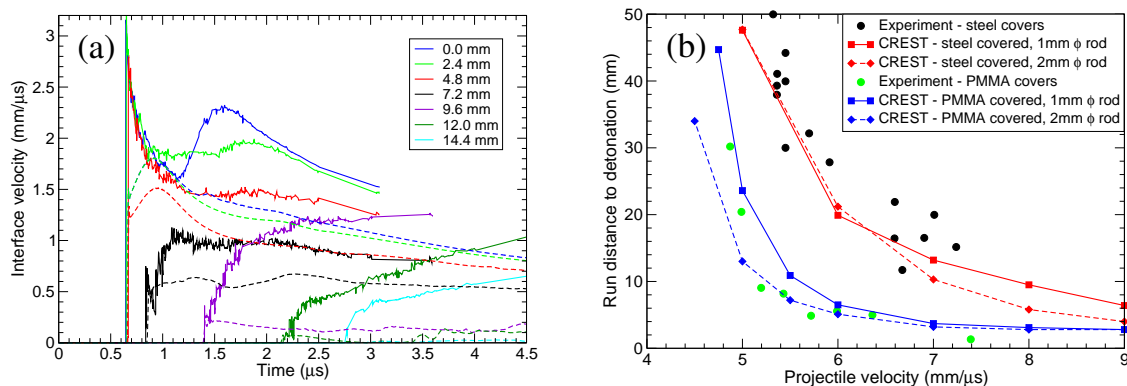 (a)
0.0 mm
2.4 mm
4.8 mm
7.2 mm
9.6 mm
12.0 mm
14.4 mm
Interface velocity (mm/μs)
3
2.5
2
1.5
1
0.5
0
0 0.5 1 1.5 2 2.5 3 3.5 4 4.5
Time (μs)
(b)
Experiment - steel covers
CREST - steel covered, 1mm ϕ rod
CREST - steel covered, 2mm ϕ rod
Experiment - PMMA covers
CREST - PMMA covered, 1mm ϕ rod
CREST - PMMA covered, 2mm ϕ rod
Run distance to detonation (mm)
50
40
30
20
10
0
4 5 6 7 8 9
Projectile velocity (mm/μs)